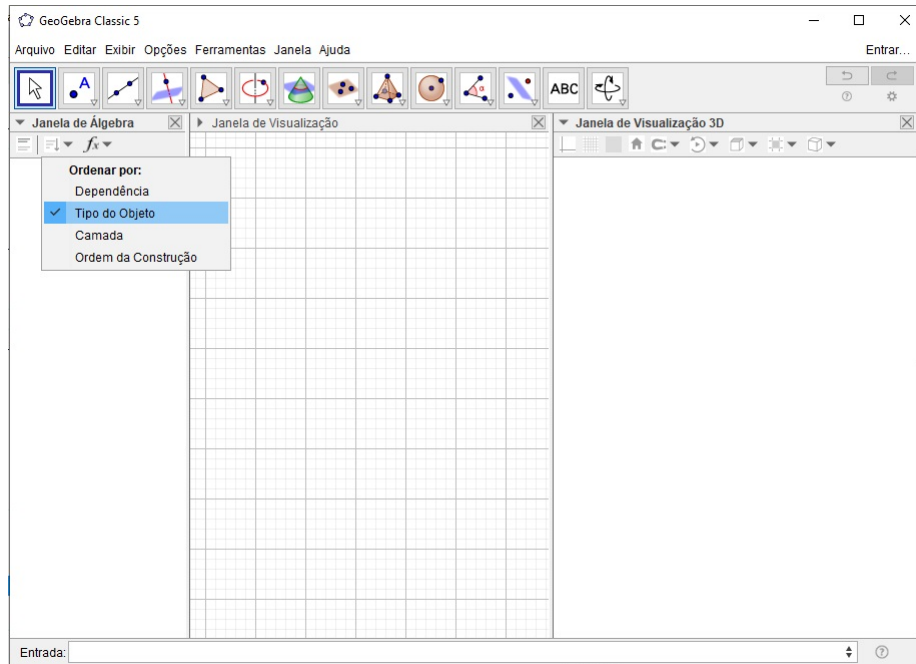 GeoGebra Classic 5
Arquivo Editar Exibir Opções Ferramentas Janela Ajuda Entrar...
A α ABC
Janela de Álgebra Janela de Visualização Janela de Visualização 3D
fx
Ordenar por:
Dependência
Tipo do Objeto
Camada
Ordem da Construção
Entrada: